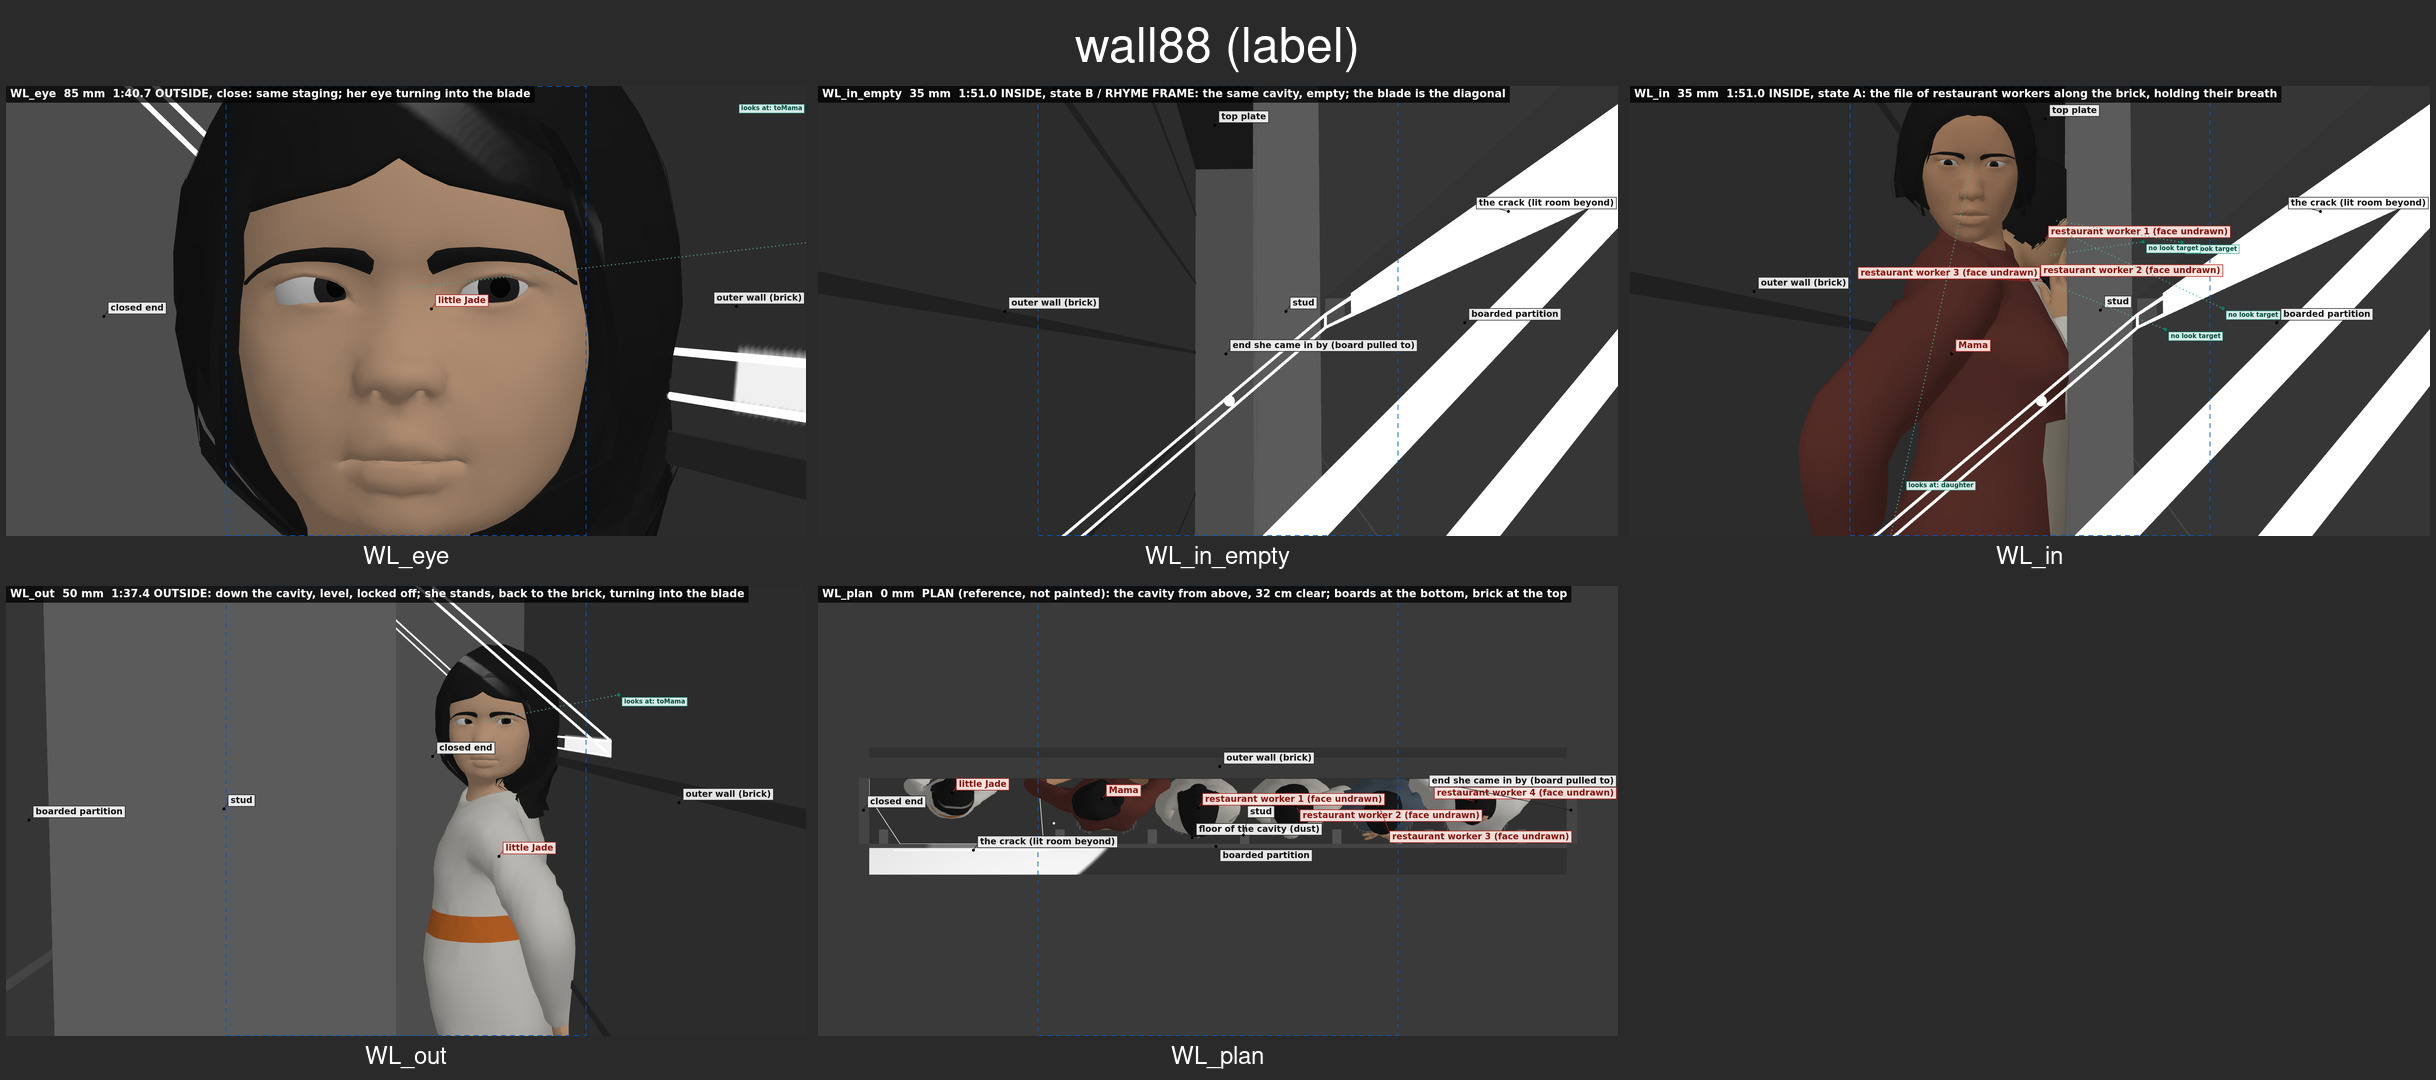 wall88 (label)
WL_eye 85 mm 1:40.7 OUTSIDE, close: same staging; her eye turning into the blade
looks at: toMama
closed end
little Jade
outer wall (brick)
WL_eye
WL_in_empty 35 mm 1:51.0 INSIDE, state B / RHYME FRAME: the same cavity, empty; the blade is the diagonal
top plate
the crack (lit room beyond)
outer wall (brick)
stud
boarded partition
end she came in by (board pulled to)
WL_in_empty
WL_in 35 mm 1:51.0 INSIDE, state A: the file of restaurant workers along the brick, holding their breath
top plate
the crack (lit room beyond)
restaurant worker 1 (face undrawn)
no look target
ook target
restaurant worker 3 (face undrawn)
restaurant worker 2 (face undrawn)
outer wall (brick)
stud
no look target
boarded partition
no look target
Mama
looks at: daughter
WL_in
WL_out 50 mm 1:37.4 OUTSIDE: down the cavity, level, locked off; she stands, back to the brick, turning into the blade
looks at: toMama
closed end
outer wall (brick)
stud
boarded partition
little Jade
WL_out
WL_plan 0 mm PLAN (reference, not painted): the cavity from above, 32 cm clear; boards at the bottom, brick at the top
outer wall (brick)
end she came in by (board pulled to)
little Jade
Mama
restaurant worker 4 (face undrawn)
closed end
restaurant worker 1 (face undrawn)
stud
restaurant worker 2 (face undrawn)
floor of the cavity (dust)
restaurant worker 3 (face undrawn)
the crack (lit room beyond)
boarded partition
WL_plan